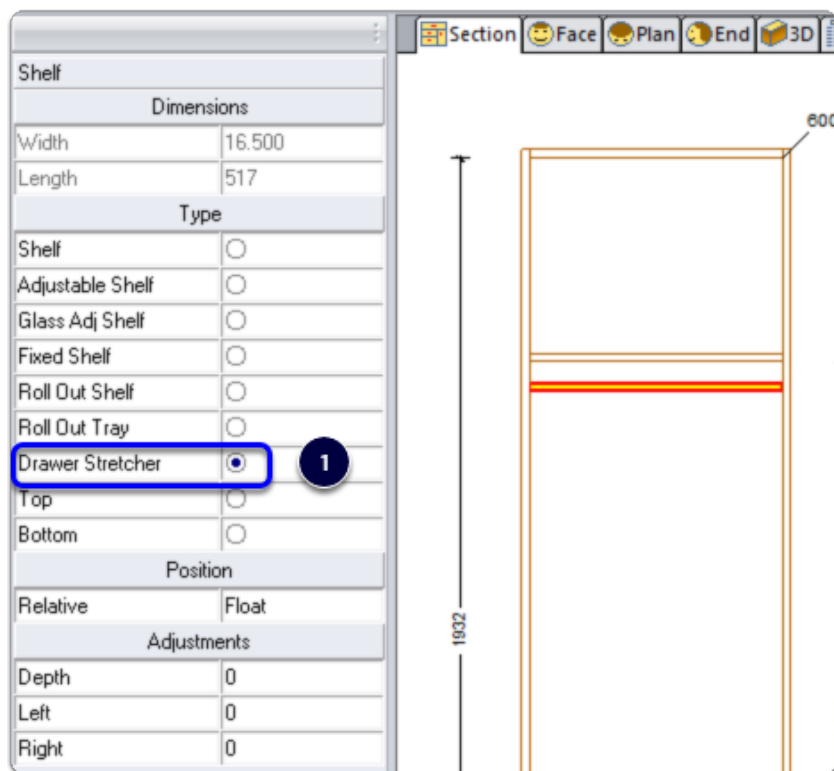 Section Face Plan End 3D
Shelf
Dimensions
Width 16.500
Length 517
Type
Shelf
Adjustable Shelf
Glass Adj Shelf
Fixed Shelf
Roll Out Shelf
Roll Out Tray
Drawer Stretcher 1
Top
Bottom
Position
Relative Float
Adjustments
Depth 0
Left 0
Right 0
600
1932